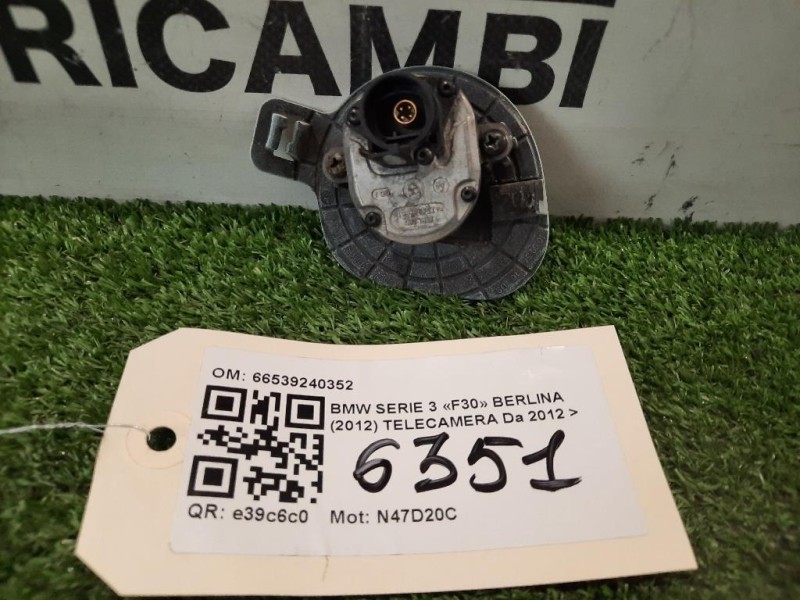 RICAMBI
OM: 66539240352
BMW SERIE 3 «F30» BERLINA
(2012) TELECAMERA Da 2012 >
6351
QR: e39c6c0
Mot: N47D20C